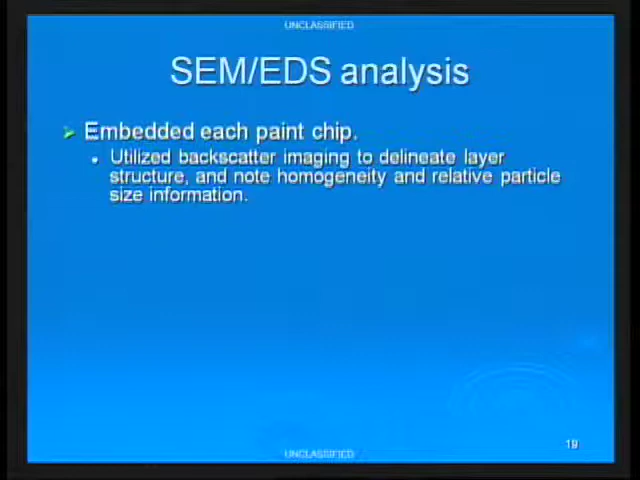 UNCLASSIFIED
SEM/EDS analysis
Embedded each paint chip.
Utilized backscatter imaging to delineate layer
structure, and note homogeneity and relative particle
size information.
19
UNCLASSIFIED